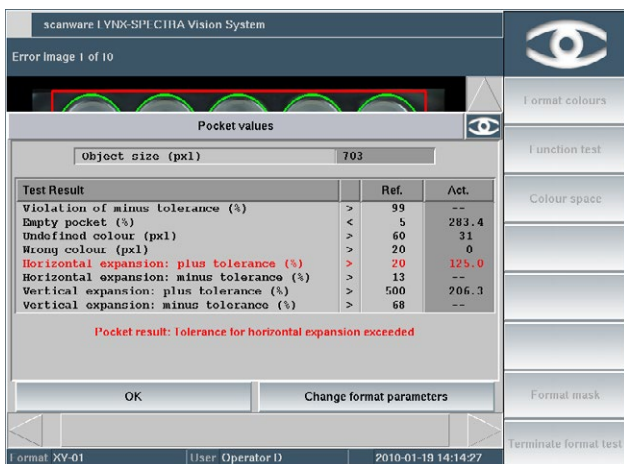 scanware LYNX-SPECTRA Vision System
Error Image 1 of 10
Format colours
Pocket values
Function test
Object size (pxl) 703
Test Result Ref. Act.
Colour space
Violation of minus tolerance (%) > 99 --
Empty pocket (%) < 5 283.4
Undefined colour (pxl) > 60 31
Wrong colour (pxl) > 20 0
Horizontal expansion: plus tolerance (%) > 20 125.0
Horizontal expansion: minus tolerance (%) > 13 --
Vertical expansion: plus tolerance (%) > 500 206.3
Vertical expansion: minus tolerance (%) > 68 --
Pocket result: Tolerance for horizontal expansion exceeded
OK
Change format parameters
Format mask
Terminate format test
Format XY-01 User Operator D 2010-01-19 14:14:27